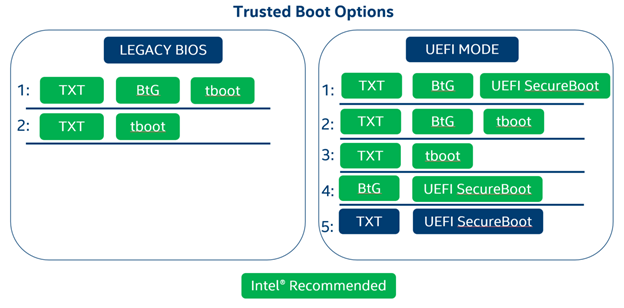 Trusted Boot Options
LEGACY BIOS
1: TXT BtG tboot
2: TXT tboot
UEFI MODE
1: TXT BtG UEFI SecureBoot
2: TXT BtG tboot
3: TXT tboot
4: BtG UEFI SecureBoot
5: TXT UEFI SecureBoot
Intel® Recommended